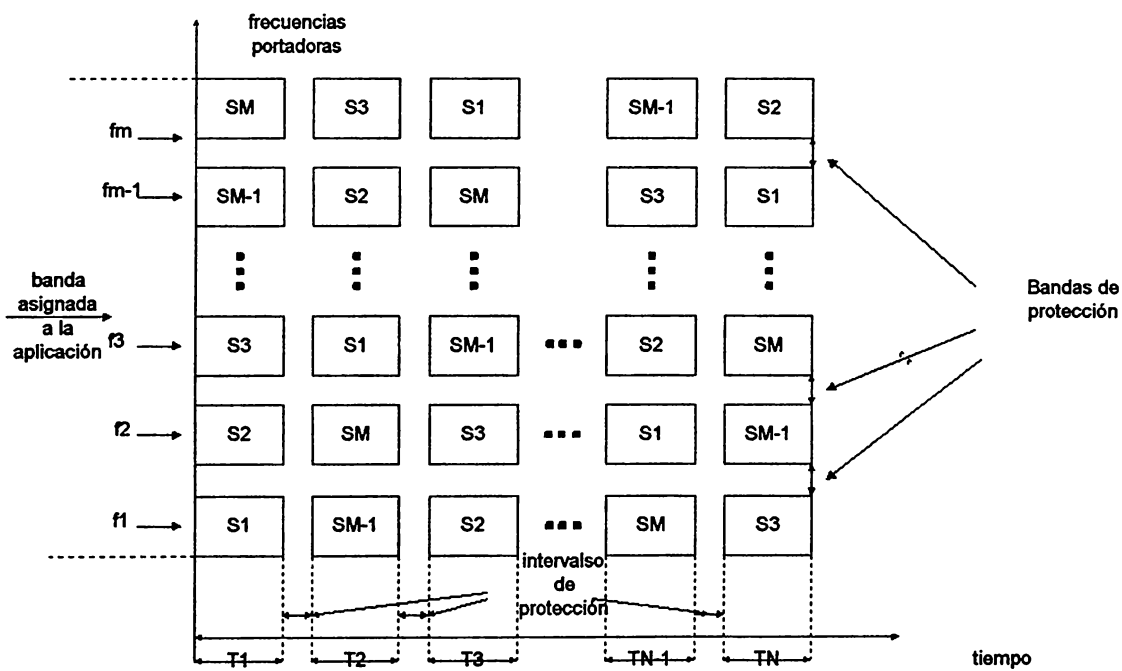 frecuencias
portadoras
SM S3 S1 SM-1 S2
fm
fm-1 SM-1 S2 SM S3 S1
banda
asignada
a la
aplicación
Bandas de
protección
f3 S3 S1 SM-1 S2 SM
f2 S2 SM S3 S1 SM-1
f1 S1 SM-1 S2 SM S3
intervalso
de
protección
T1 T2 T3 TN-1 TN
tiempo